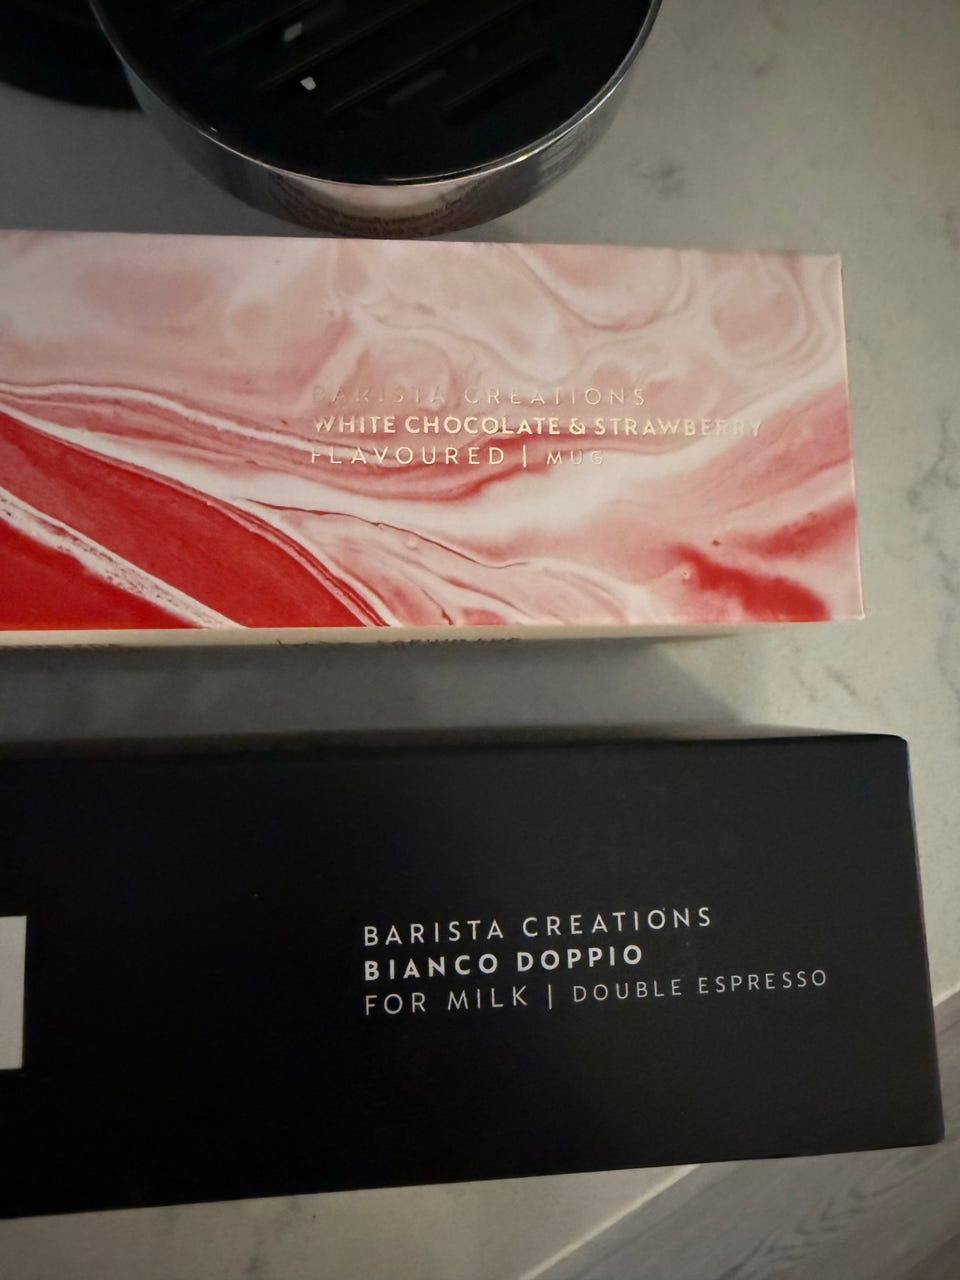 BARISTA CREATIONS
WHITE CHOCOLATE & STRAWBERRY
FLAVOURED | MUG
BARISTA CREATIONS
BIANCO DOPPIO
FOR MILK | DOUBLE ESPRESSO